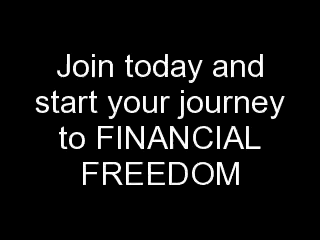 Join today and
start your journey
to FINANCIAL
FREEDOM